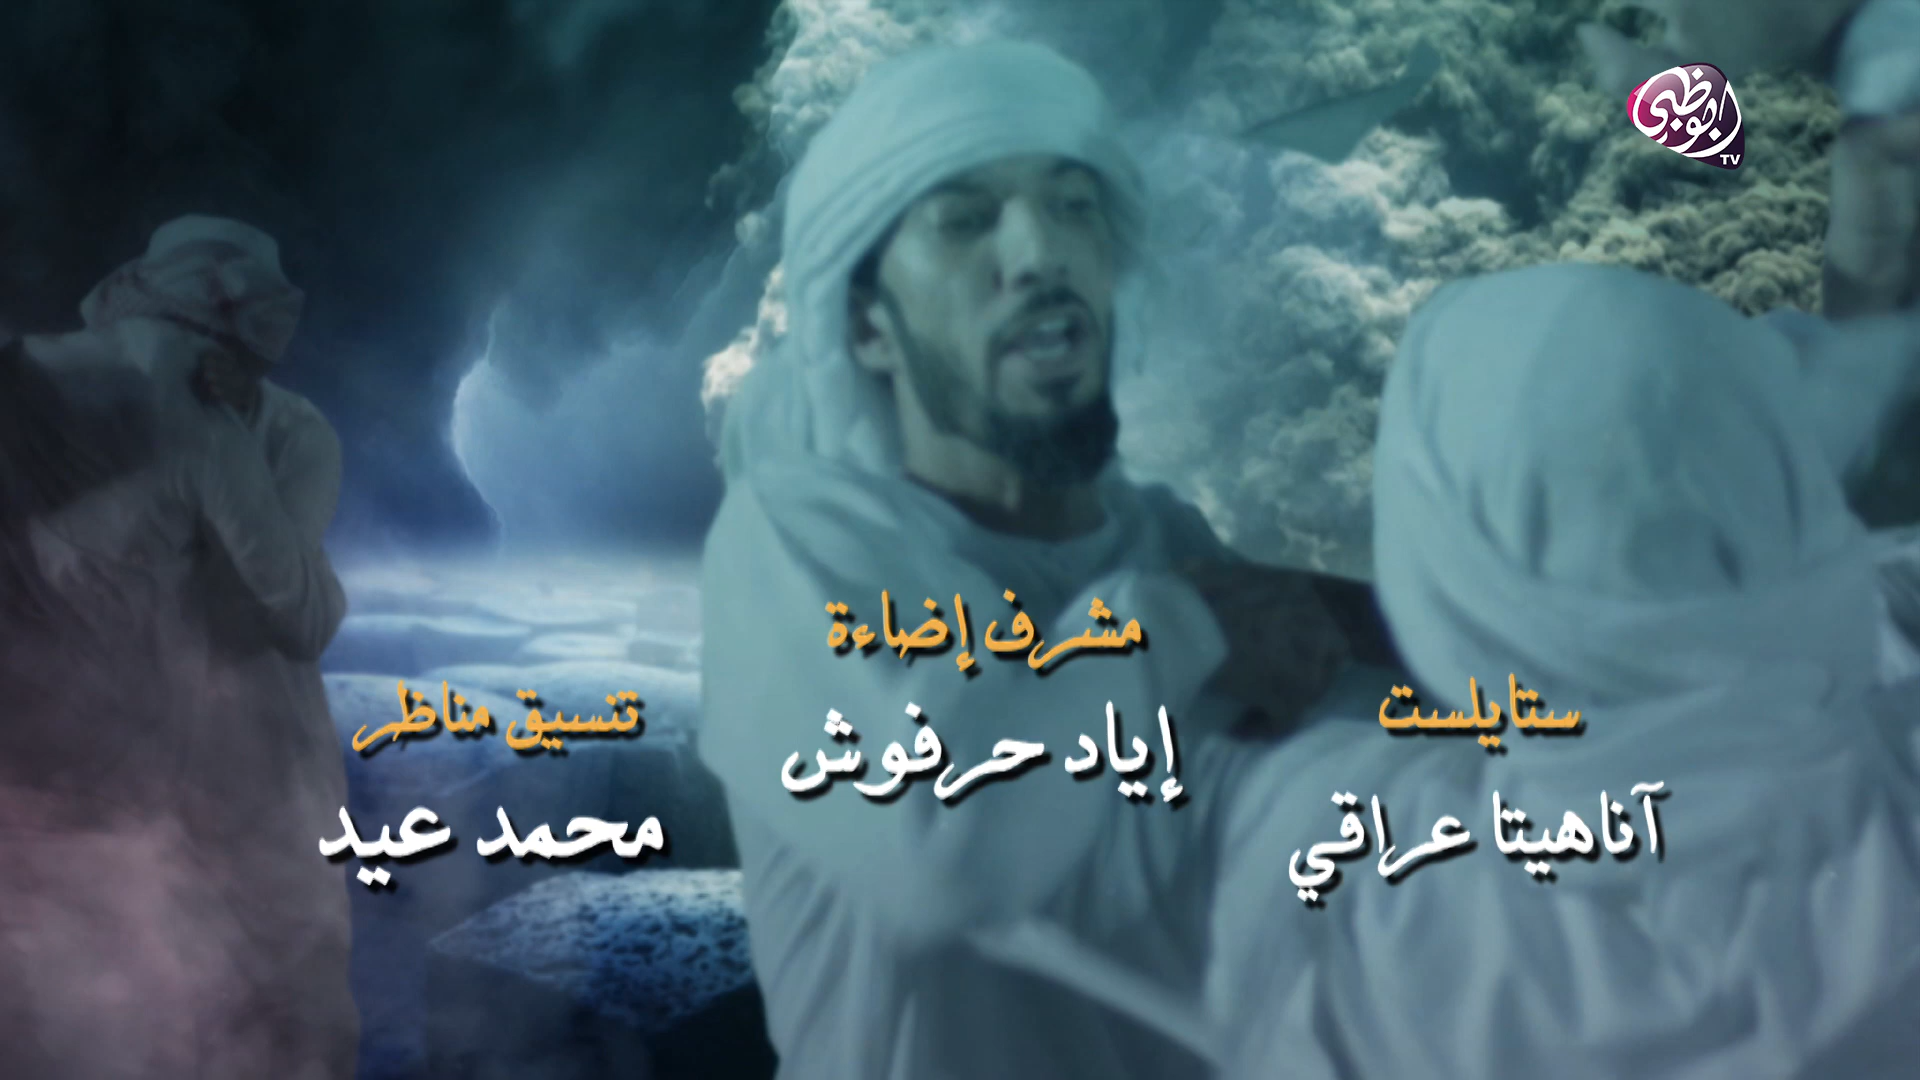 أبوظبي
TV
ستايلست
آناهيتا عراقي
مشرف إضاءة
إياد حرفوش
تنسيق مناظر
محمد عيد